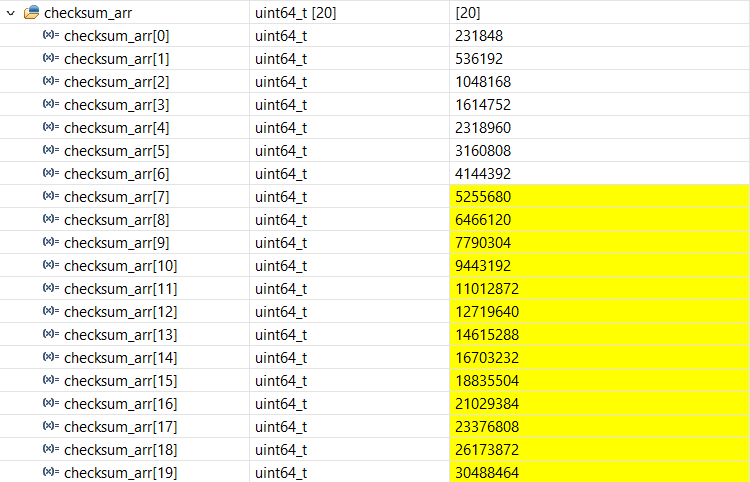 checksum_arr uint64_t [20] [20]
(x)= checksum_arr[0] uint64_t 231848
(x)= checksum_arr[1] uint64_t 536192
(x)= checksum_arr[2] uint64_t 1048168
(x)= checksum_arr[3] uint64_t 1614752
(x)= checksum_arr[4] uint64_t 2318960
(x)= checksum_arr[5] uint64_t 3160808
(x)= checksum_arr[6] uint64_t 4144392
(x)= checksum_arr[7] uint64_t 5255680
(x)= checksum_arr[8] uint64_t 6466120
(x)= checksum_arr[9] uint64_t 7790304
(x)= checksum_arr[10] uint64_t 9443192
(x)= checksum_arr[11] uint64_t 11012872
(x)= checksum_arr[12] uint64_t 12719640
(x)= checksum_arr[13] uint64_t 14615288
(x)= checksum_arr[14] uint64_t 16703232
(x)= checksum_arr[15] uint64_t 18835504
(x)= checksum_arr[16] uint64_t 21029384
(x)= checksum_arr[17] uint64_t 23376808
(x)= checksum_arr[18] uint64_t 26173872
(x)= checksum_arr[19] uint64_t 30488464